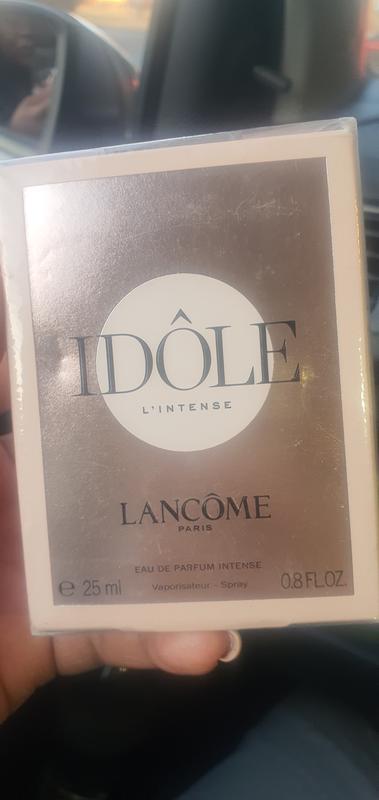 IDÔLE
L'INTENSE
LANCÔME
PARIS
EAU DE PARFUM INTENSE
℮ 25 ml Vaporisateur - Spray 0.8 FL.OZ.